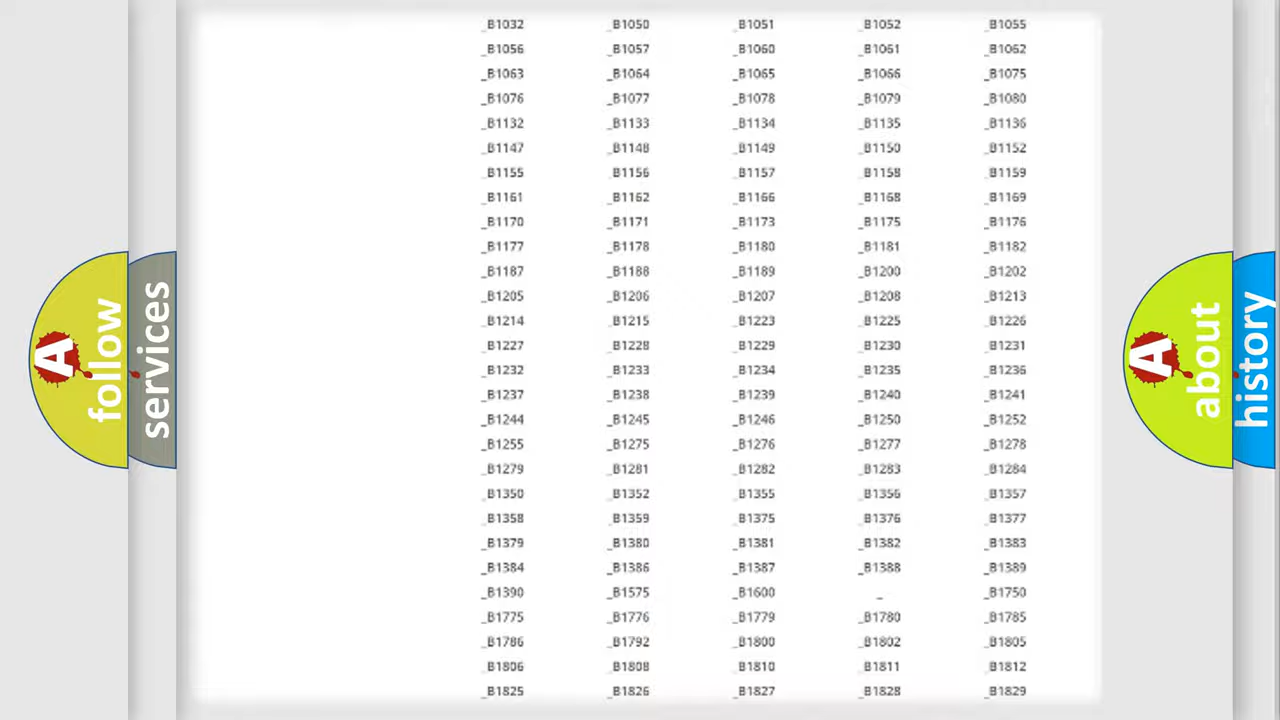 _B1032 _B1050 _B1051 _B1052 _B1055
_B1056 _B1057 _B1060 _B1061 _B1062
_B1063 _B1064 _B1065 _B1066 _B1075
_B1076 _B1077 _B1078 _B1079 _B1080
_B1132 _B1133 _B1134 _B1135 _B1136
_B1147 _B1148 _B1149 _B1150 _B1152
_B1155 _B1156 _B1157 _B1158 _B1159
_B1161 _B1162 _B1166 _B1168 _B1169
_B1170 _B1171 _B1173 _B1175 _B1176
_B1177 _B1178 _B1180 _B1181 _B1182
_B1187 _B1188 _B1189 _B1200 _B1202
_B1205 _B1206 _B1207 _B1208 _B1213
_B1214 _B1215 _B1223 _B1225 _B1226
_B1227 _B1228 _B1229 _B1230 _B1231
_B1232 _B1233 _B1234 _B1235 _B1236
_B1237 _B1238 _B1239 _B1240 _B1241
_B1244 _B1245 _B1246 _B1250 _B1252
_B1255 _B1275 _B1276 _B1277 _B1278
_B1279 _B1281 _B1282 _B1283 _B1284
_B1350 _B1352 _B1355 _B1356 _B1357
_B1358 _B1359 _B1375 _B1376 _B1377
_B1379 _B1380 _B1381 _B1382 _B1383
_B1384 _B1386 _B1387 _B1388 _B1389
_B1390 _B1575 _B1600 _ _B1750
_B1775 _B1776 _B1779 _B1780 _B1785
_B1786 _B1792 _B1800 _B1802 _B1805
_B1806 _B1808 _B1810 _B1811 _B1812
_B1825 _B1826 _B1827 _B1828 _B1829
A
follow
services
A
about
history